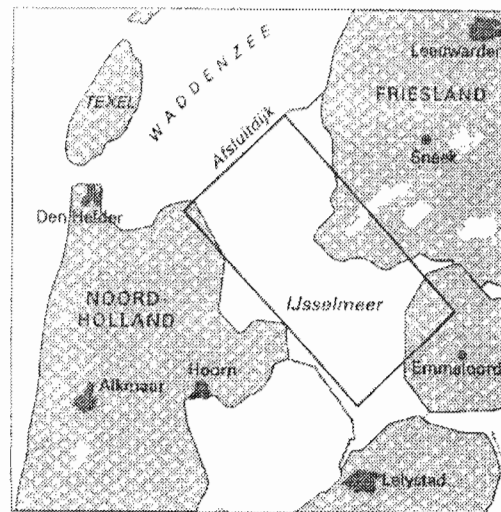 Leeuwarden
TEXEL
WADDENZEE
FRIESLAND
Afsluitdijk
Sneek
Den Helder
NOORD-
HOLLAND
IJsselmeer
Hoorn
Emmeloord
Alkmaar
Lelystad